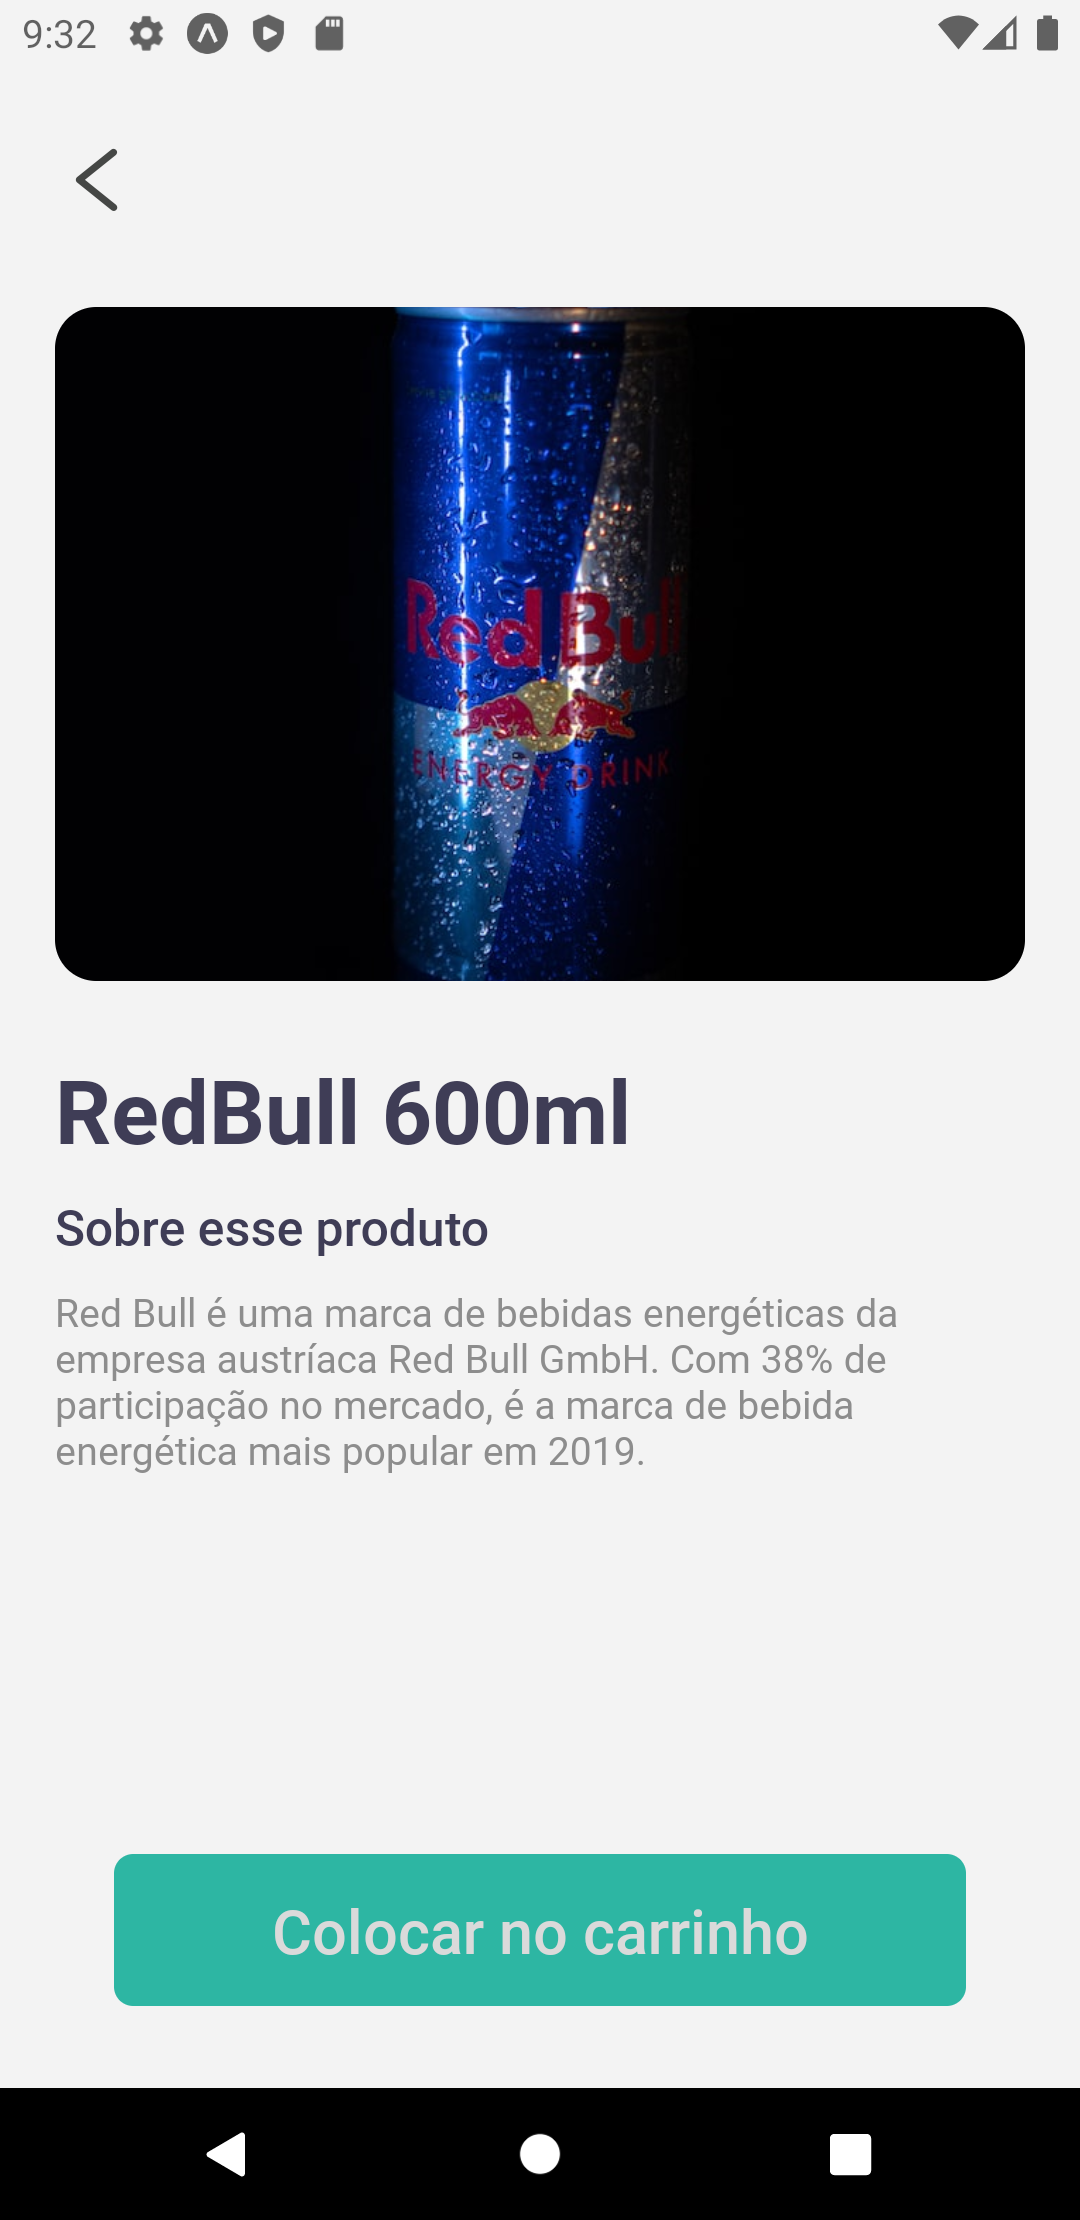 9:32
Red Bull
ENERGY DRINK
RedBull 600ml
Sobre esse produto
Red Bull é uma marca de bebidas energéticas da
empresa austríaca Red Bull GmbH. Com 38% de
participação no mercado, é a marca de bebida
energética mais popular em 2019.
Colocar no carrinho